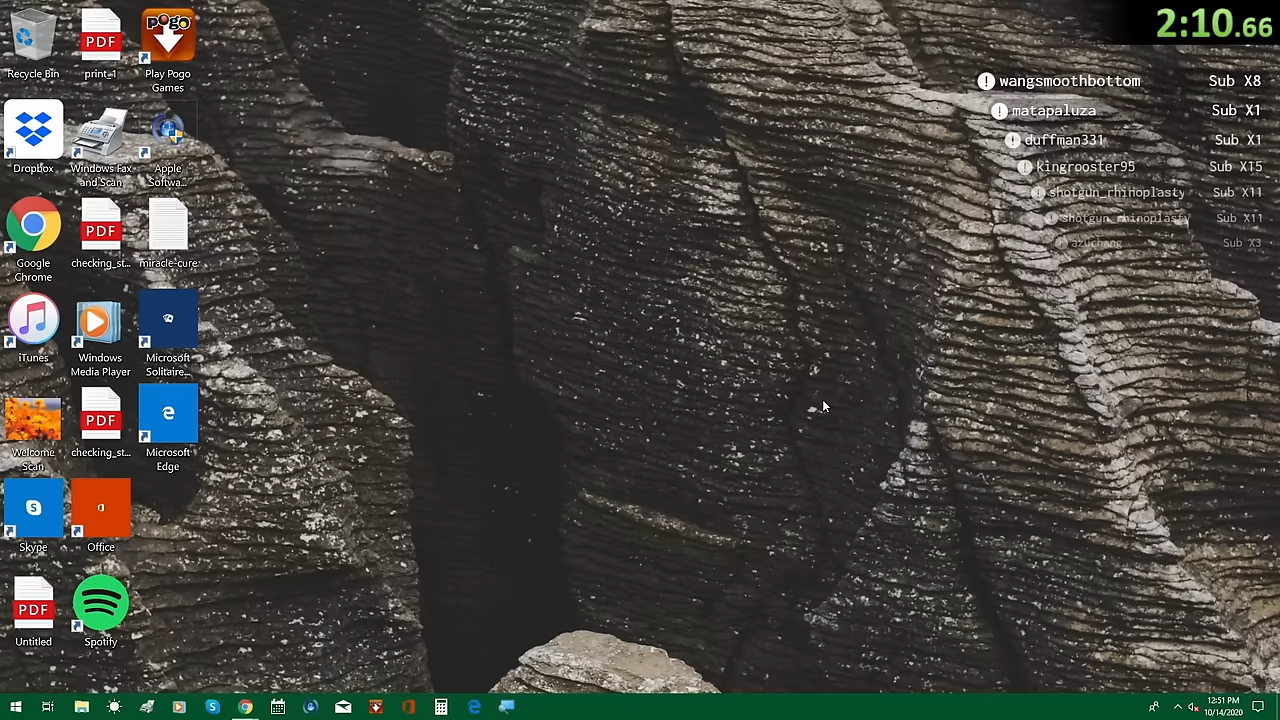 2:10.66
wangsmoothbottom Sub X8
matapaluza Sub X1
duffman331 Sub X1
kingrooster95 Sub X15
shotgun_rhinoplasty Sub X11
shotgun_rhinoplasty Sub X11
azuchang Sub X3
Recycle Bin
PDF
print_1
pogo
Play Pogo
Games
Dropbox
Windows Fax
and Scan
Apple
Softwa...
Google
Chrome
PDF
checking_st...
miracle-cure
iTunes
Windows
Media Player
Microsoft
Solitaire...
Welcome
Scan
PDF
checking_st...
Microsoft
Edge
Skype
Office
PDF
Untitled
Spotify
12:51 PM
10/14/2020